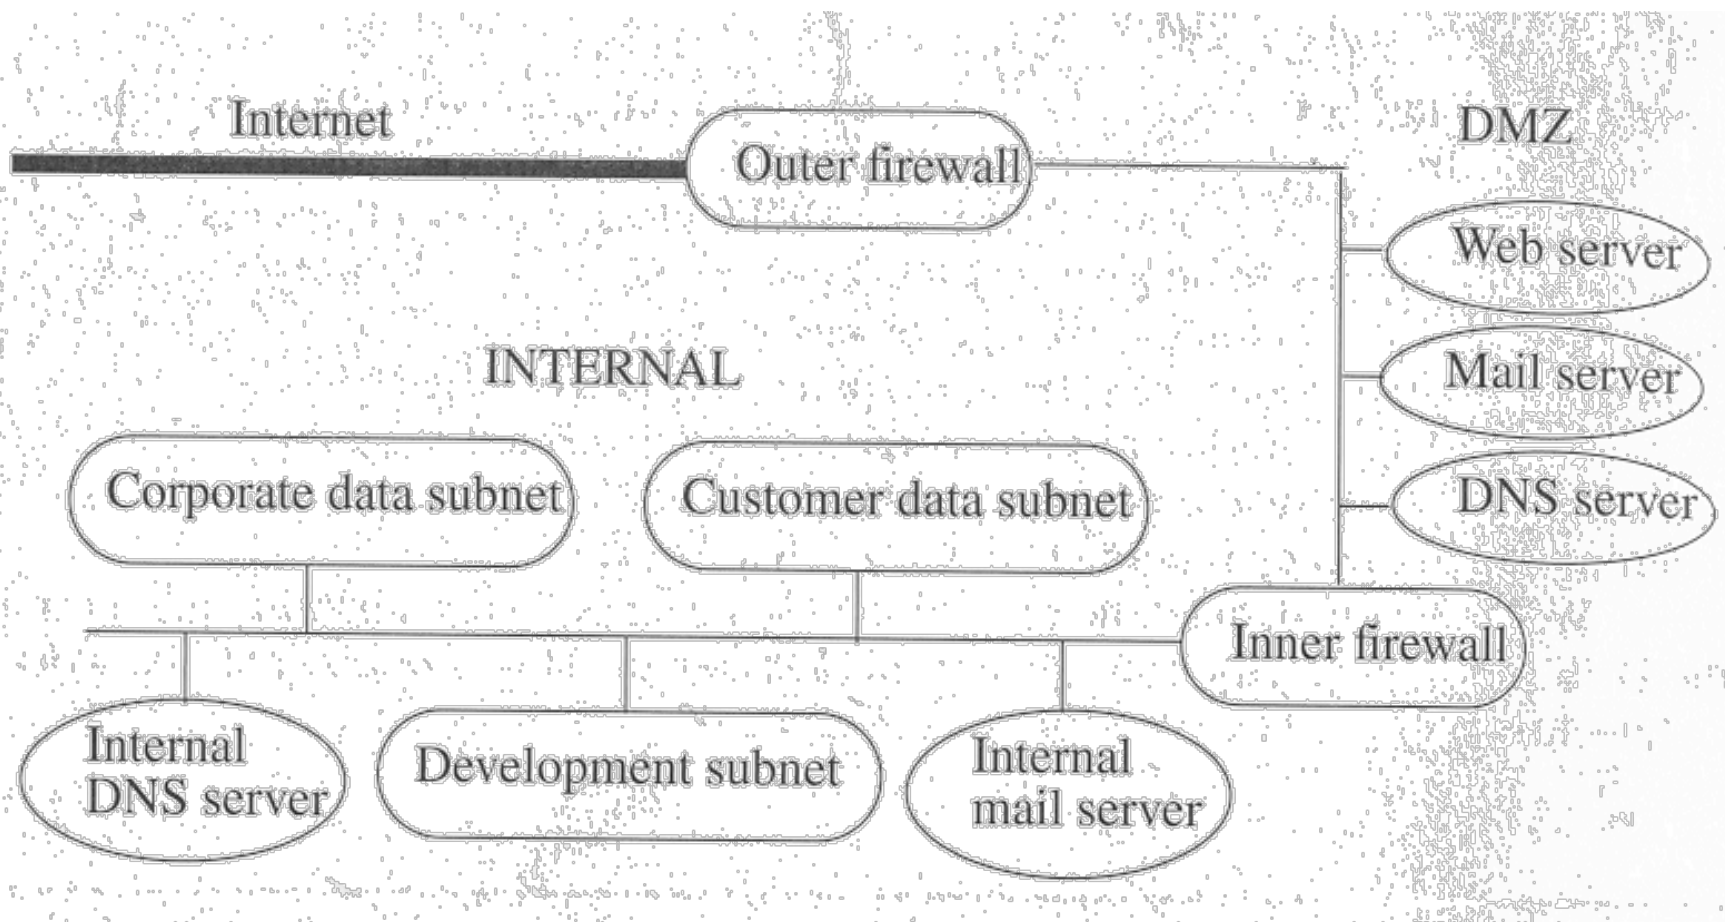 Internet
Outer firewall
DMZ
Web server
Mail server
DNS server
INTERNAL
Corporate data subnet
Customer data subnet
Inner firewall
Internal
DNS server
Development subnet
Internal
mail server